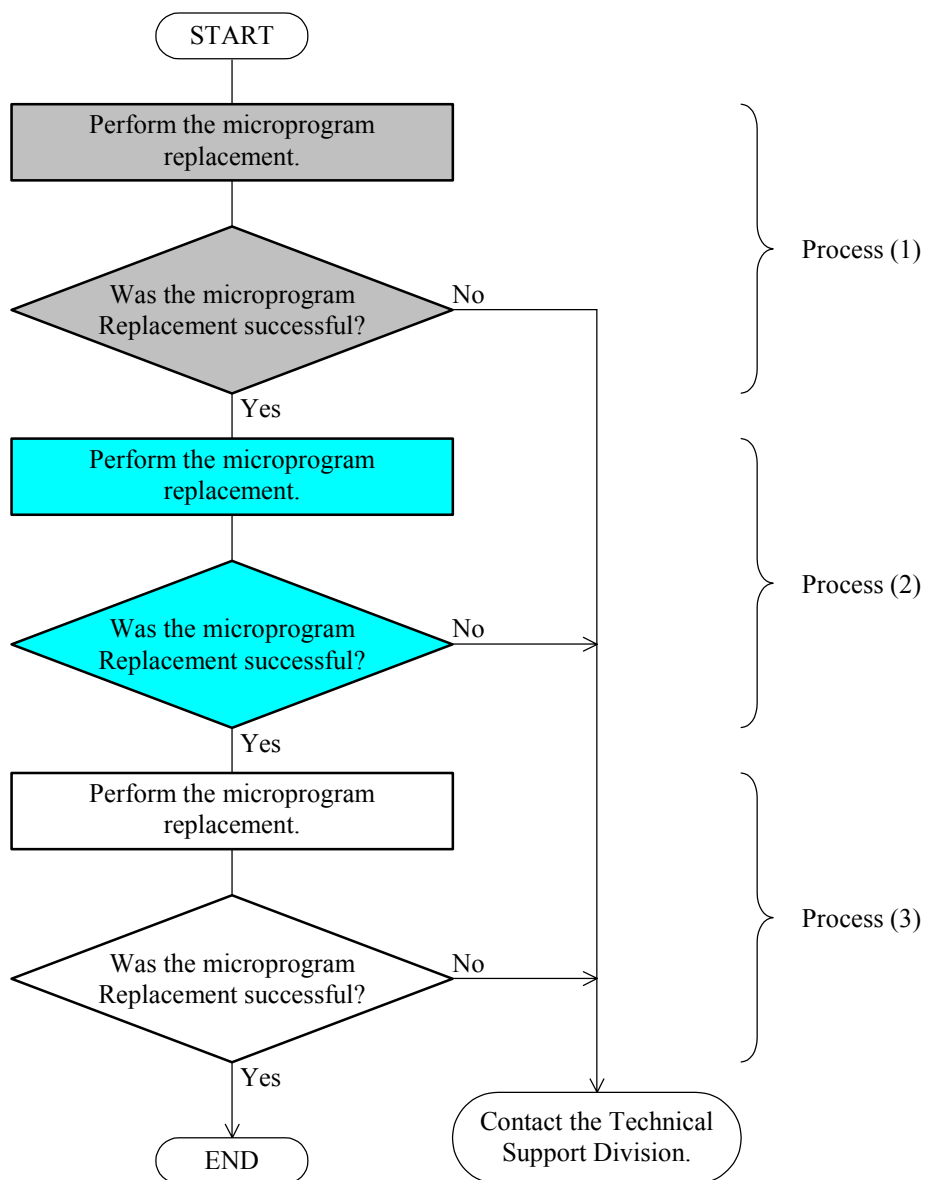 START
Perform the microprogram
replacement.
Process (1)
Was the microprogram
Replacement successful?
No
Yes
Perform the microprogram
replacement.
Process (2)
Was the microprogram
Replacement successful?
No
Yes
Perform the microprogram
replacement.
Process (3)
Was the microprogram
Replacement successful?
No
Yes
Contact the Technical
Support Division.
END